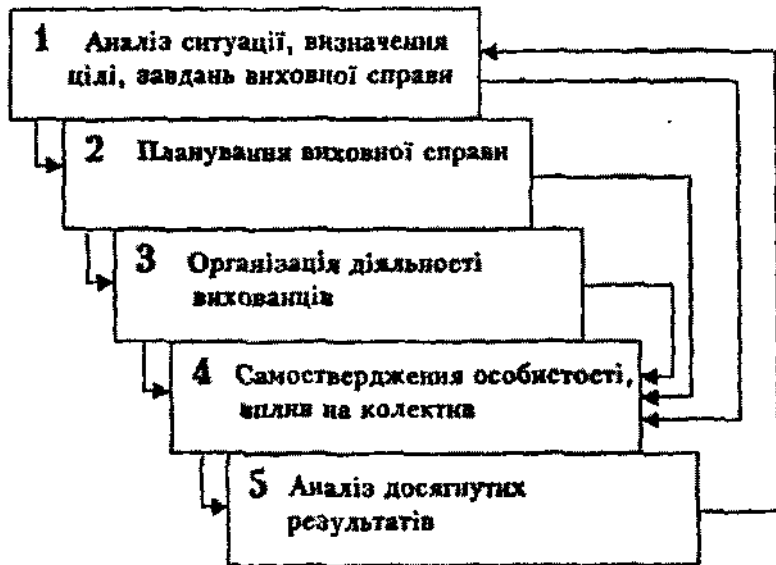 1 Аналіз ситуації, визначення
цілі, завдань виховної справи
2 Планування виховної справи
3 Організація діяльності
вихованців
4 Самоствердження особистості,
вплив на колектив
5 Аналіз досягнутих
результатів